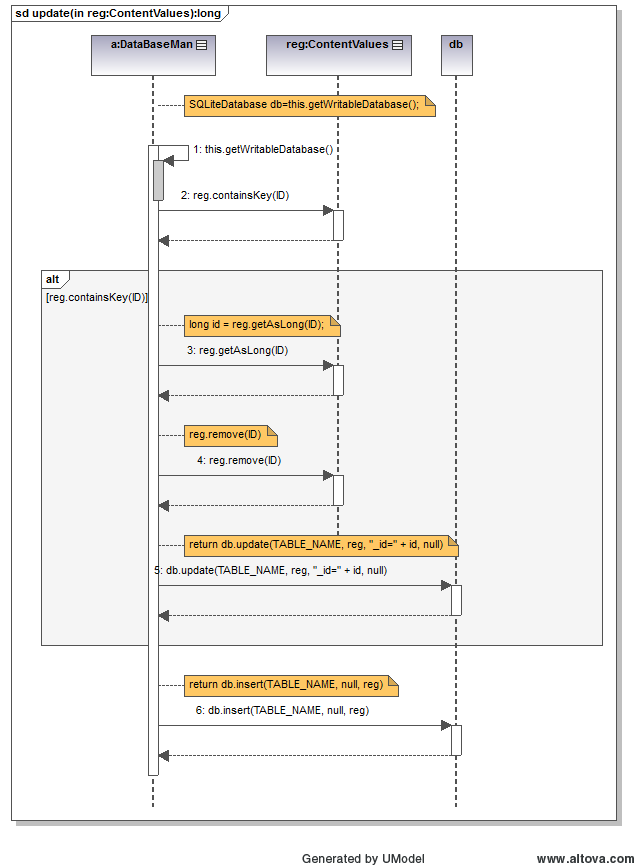 sd update(in reg:ContentValues):long
a:DataBaseMan
reg:ContentValues
db
SQLiteDatabase db=this.getWritableDatabase();
1: this.getWritableDatabase()
2: reg.containsKey(ID)
alt
[reg.containsKey(ID)]
long id = reg.getAsLong(ID);
3: reg.getAsLong(ID)
reg.remove(ID)
4: reg.remove(ID)
return db.update(TABLE_NAME, reg, "_id=" + id, null)
5: db.update(TABLE_NAME, reg, "_id=" + id, null)
return db.insert(TABLE_NAME, null, reg)
6: db.insert(TABLE_NAME, null, reg)
Generated by UModel
www.altova.com